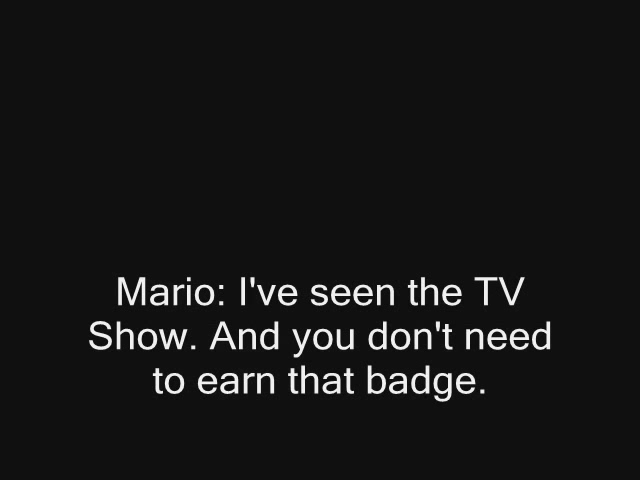 Mario: I've seen the TV
Show. And you don't need
to earn that badge.